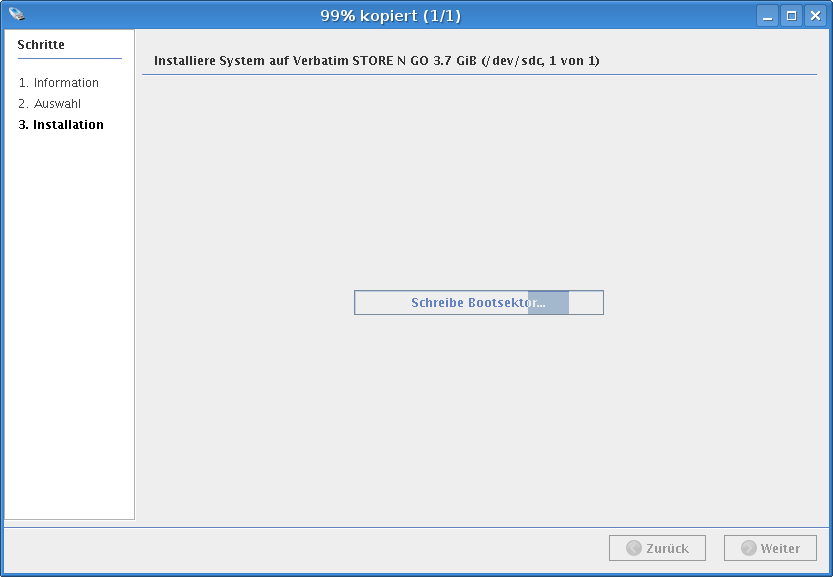 99% kopiert (1/1)
Schritte
1. Information
2. Auswahl
3. Installation
Installiere System auf Verbatim STORE N GO 3.7 GiB (/dev/sdc, 1 von 1)
Schreibe Bootsektor...
Zurück
Weiter